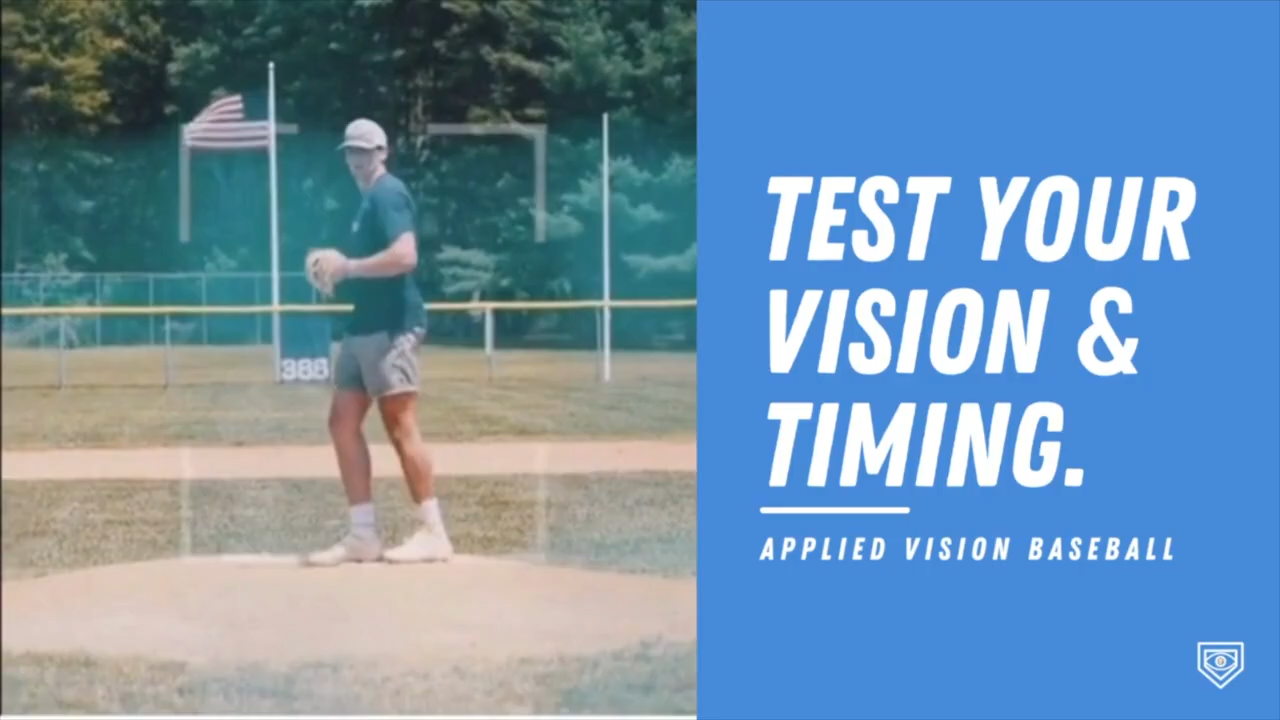 388
TEST YOUR
VISION &
TIMING.
APPLIED VISION BASEBALL